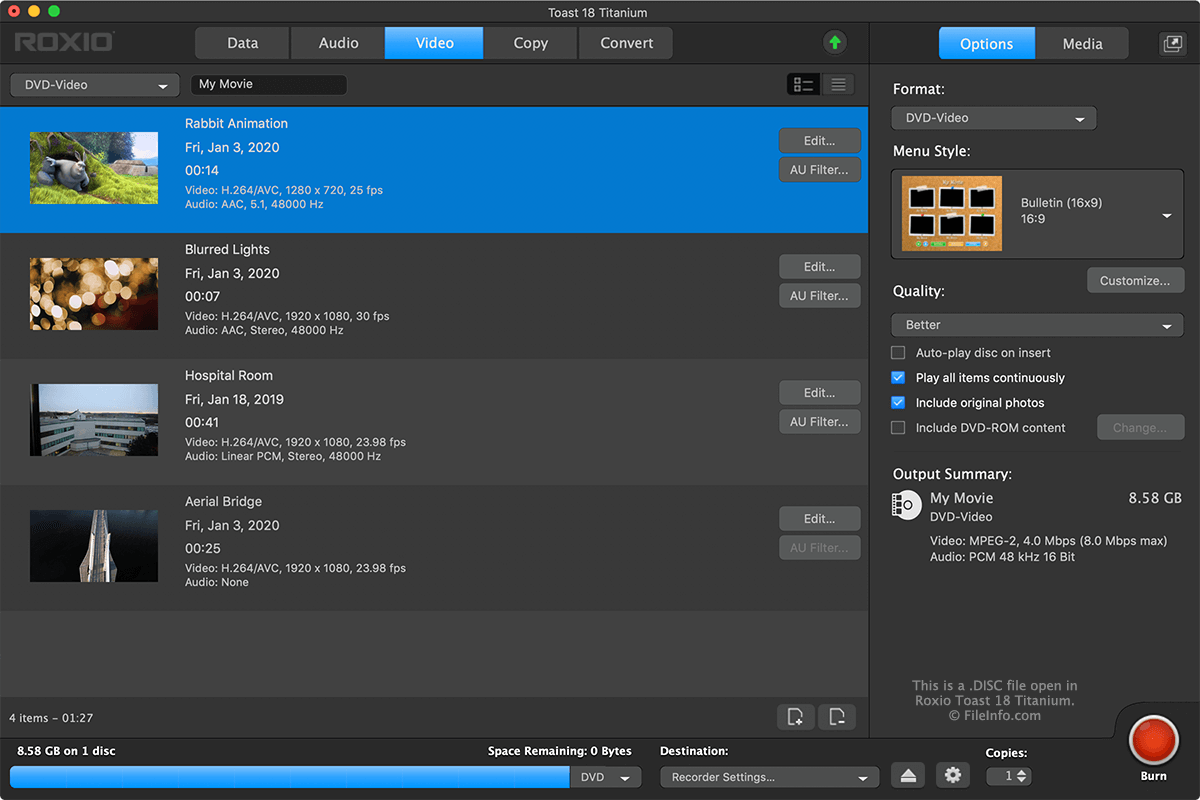 Toast 18 Titanium
ROXIO
Data Audio Video Copy Convert
Options Media
DVD-Video My Movie
Rabbit Animation
Fri, Jan 3, 2020
00:14
Video: H.264/AVC, 1280 x 720, 25 fps
Audio: AAC, 5.1, 48000 Hz
Edit...
AU Filter...
Blurred Lights
Fri, Jan 3, 2020
00:07
Video: H.264/AVC, 1920 x 1080, 30 fps
Audio: AAC, Stereo, 48000 Hz
Edit...
AU Filter...
Hospital Room
Fri, Jan 18, 2019
00:41
Video: H.264/AVC, 1920 x 1080, 23.98 fps
Audio: Linear PCM, Stereo, 48000 Hz
Edit...
AU Filter...
Aerial Bridge
Fri, Jan 3, 2020
00:25
Video: H.264/AVC, 1920 x 1080, 23.98 fps
Audio: None
Edit...
AU Filter...
4 items – 01:27
Format:
DVD-Video
Menu Style:
My Movie
Bulletin (16x9)
16:9
Customize...
Quality:
Better
Auto-play disc on insert
Play all items continuously
Include original photos
Include DVD-ROM content
Change...
Output Summary:
My Movie 8.58 GB
DVD-Video
Video: MPEG-2, 4.0 Mbps (8.0 Mbps max)
Audio: PCM 48 kHz 16 Bit
This is a .DISC file open in
Roxio Toast 18 Titanium.
© FileInfo.com
8.58 GB on 1 disc Space Remaining: 0 Bytes
DVD
Destination:
Recorder Settings...
Copies:
1
Burn